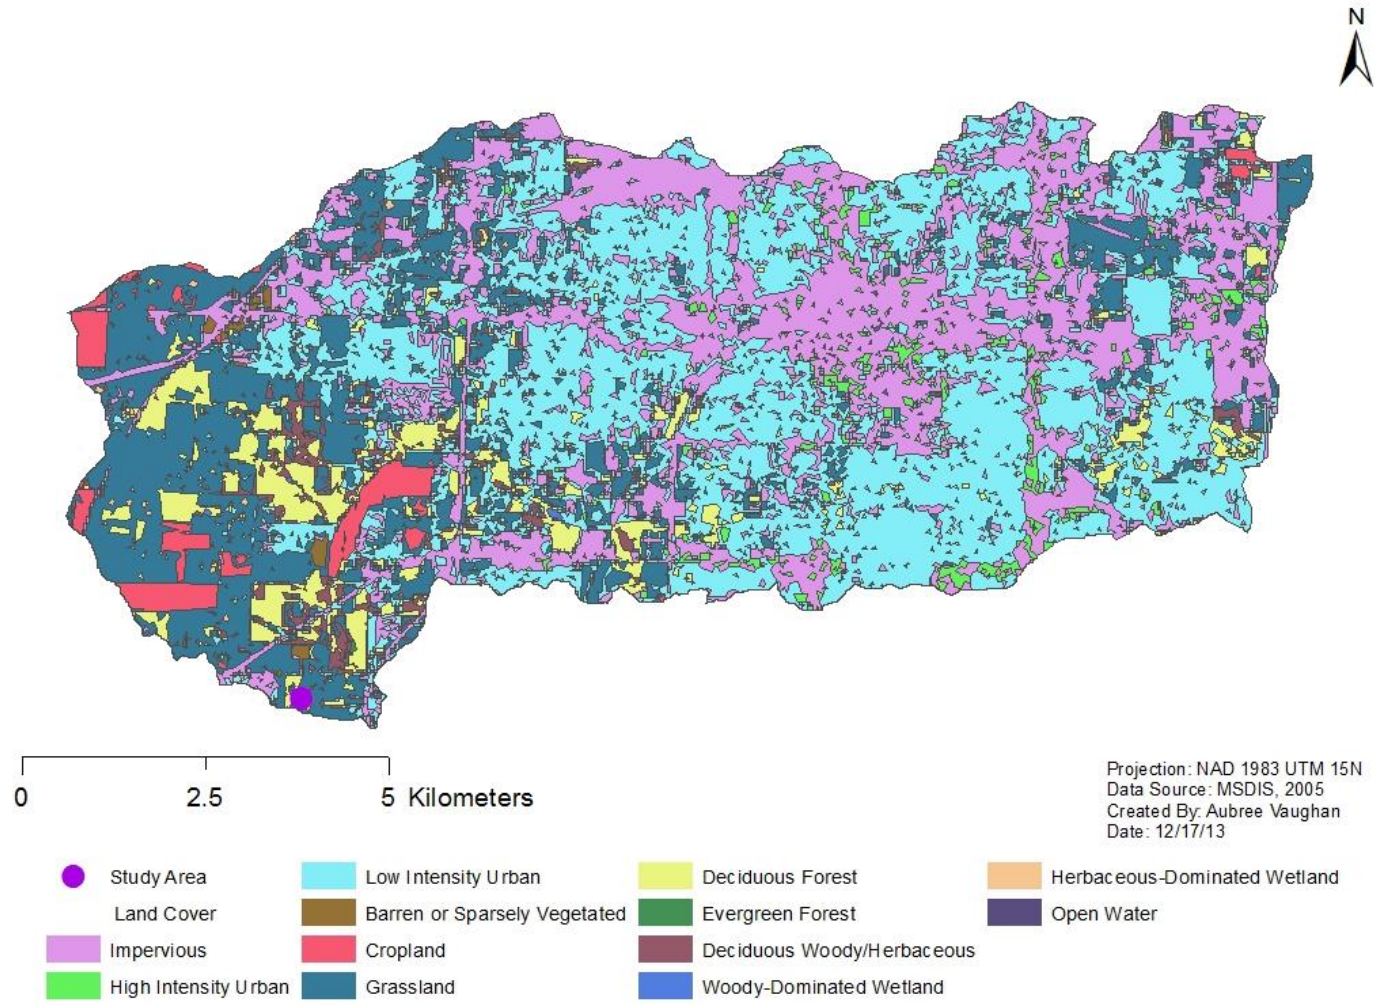 N
0 2.5 5 Kilometers
Projection: NAD 1983 UTM 15N
Data Source: MSDIS, 2005
Created By: Aubree Vaughan
Date: 12/17/13
Study Area
Land Cover
Impervious
High Intensity Urban
Low Intensity Urban
Barren or Sparsely Vegetated
Cropland
Grassland
Deciduous Forest
Evergreen Forest
Deciduous Woody/Herbaceous
Woody-Dominated Wetland
Herbaceous-Dominated Wetland
Open Water